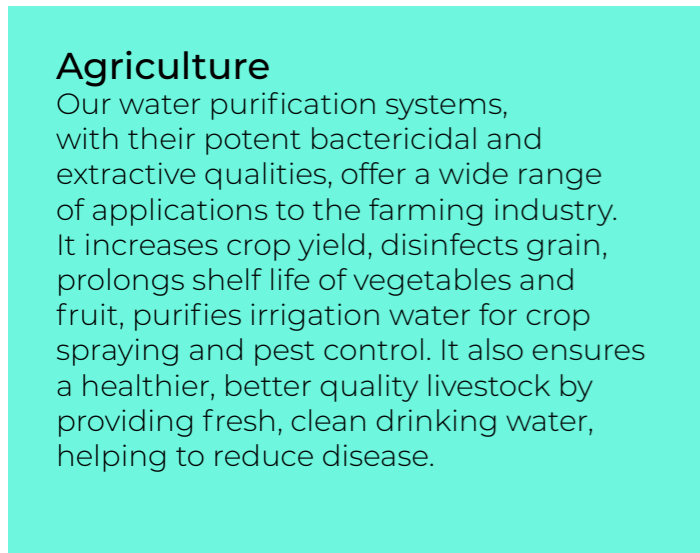 Agriculture
Our water purification systems,
with their potent bactericidal and
extractive qualities, offer a wide range
of applications to the farming industry.
It increases crop yield, disinfects grain,
prolongs shelf life of vegetables and
fruit, purifies irrigation water for crop
spraying and pest control. It also ensures
a healthier, better quality livestock by
providing fresh, clean drinking water,
helping to reduce disease.